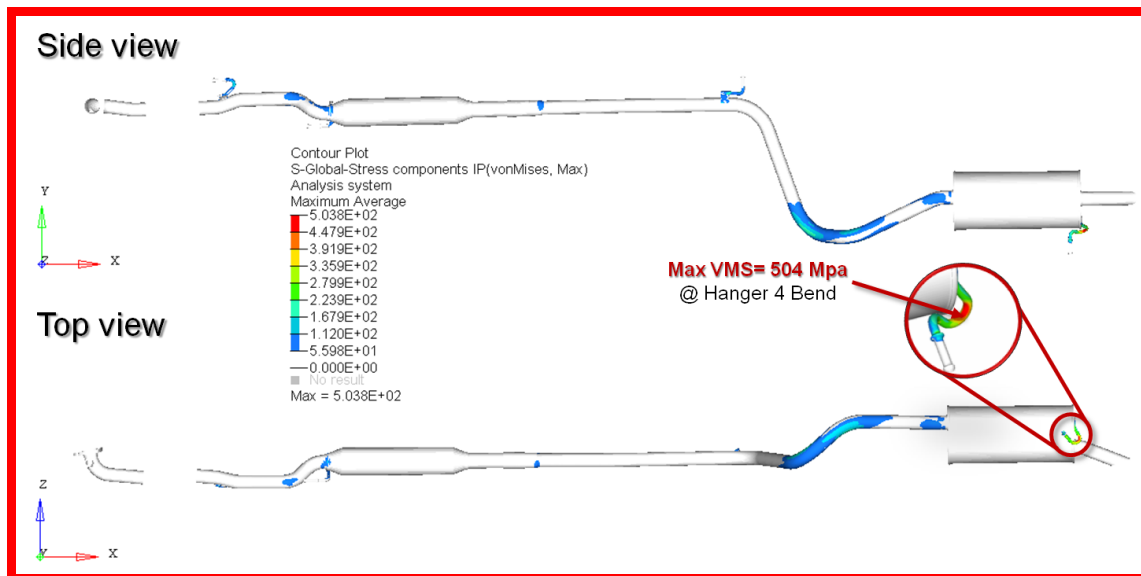 Side view
Contour Plot
S-Global-Stress components IP(vonMises, Max)
Analysis system
Maximum Average
5.038E+02
4.479E+02
3.919E+02
3.359E+02
2.799E+02
2.239E+02
1.679E+02
1.120E+02
5.598E+01
0.000E+00
No result
Max = 5.038E+02
Y
Z
X
Max VMS= 504 Mpa
@ Hanger 4 Bend
Top view
Z
Y
X